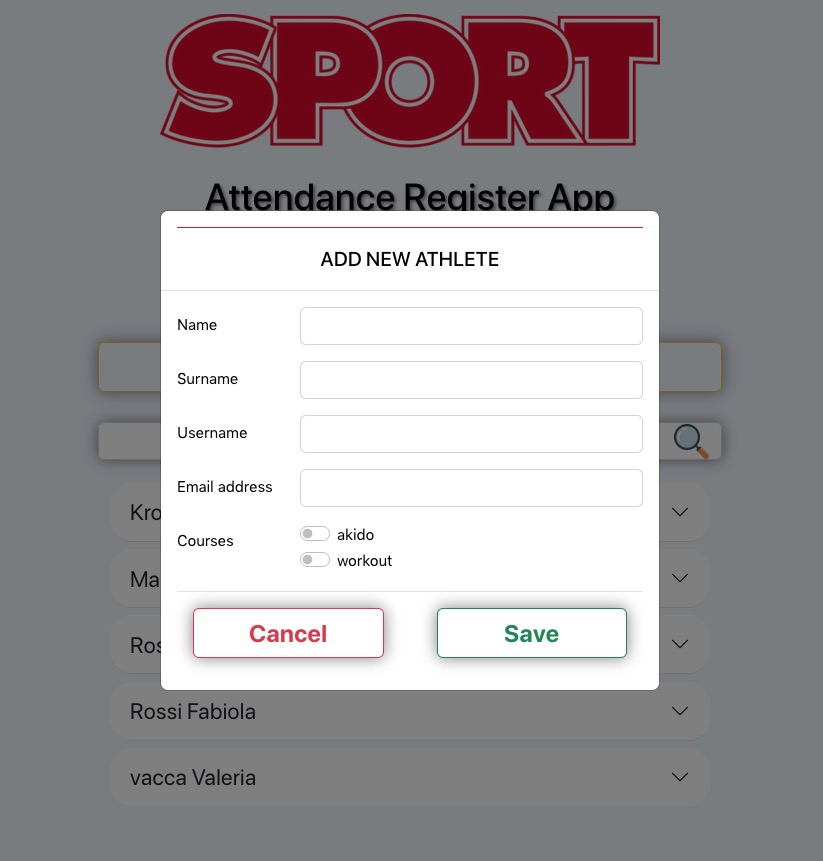 SPORT
Attendance Register App
ADD NEW ATHLETE
Name
Surname
Username
Email address
Courses
akido
workout
Cancel
Save
Kro
Ma
Ros
Rossi Fabiola
vacca Valeria